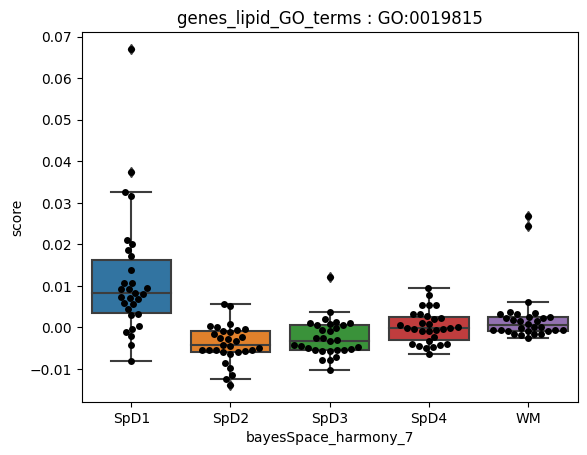 genes_lipid_GO_terms : GO:0019815
0.07
0.06
0.05
0.04
0.03
0.02
0.01
0.00
−0.01
score
SpD1 SpD2 SpD3 SpD4 WM
bayesSpace_harmony_7